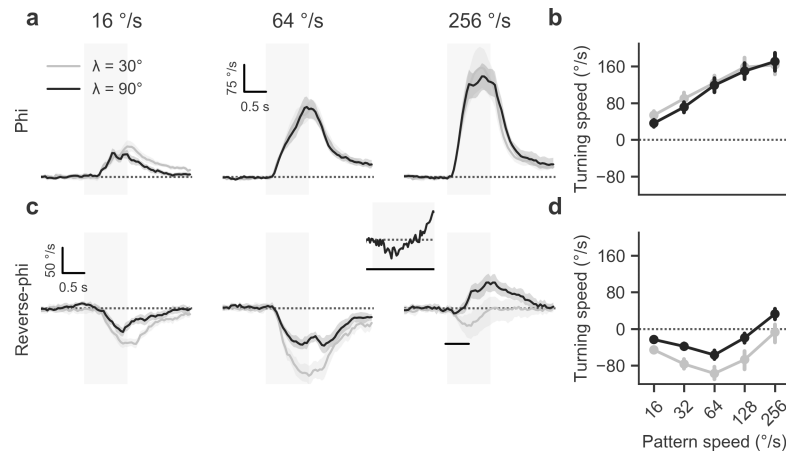 a
16 °/s
64 °/s
256 °/s
b
λ = 30°
λ = 90°
75 °/s
0.5 s
Phi
Turning speed (°/s)
160
80
0
−80
c
d
50 °/s
0.5 s
Reverse-phi
Turning speed (°/s)
160
80
0
−80
16
32
64
128
256
Pattern speed (°/s)